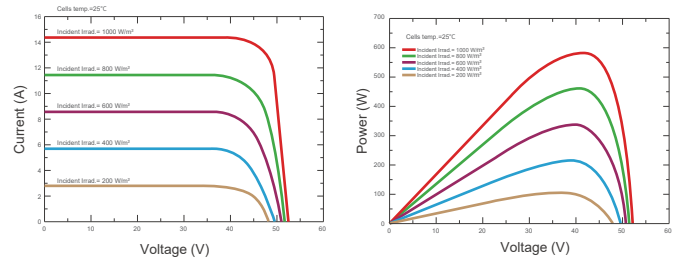 Cells temp.=25℃
16
14
12
10
8
6
4
2
0
Current (A)
Incident Irrad.= 1000 W/m²
Incident Irrad.= 800 W/m²
Incident Irrad.= 600 W/m²
Incident Irrad.= 400 W/m²
Incident Irrad.= 200 W/m²
0 10 20 30 40 50 60
Voltage (V)
700
600
500
400
300
200
100
0
Power (W)
Cells temp.=25℃
Incident Irrad.= 1000 W/m²
Incident Irrad.= 800 W/m²
Incident Irrad.= 600 W/m²
Incident Irrad.= 400 W/m²
Incident Irrad.= 200 W/m²
0 10 20 30 40 50 60
Voltage (V)